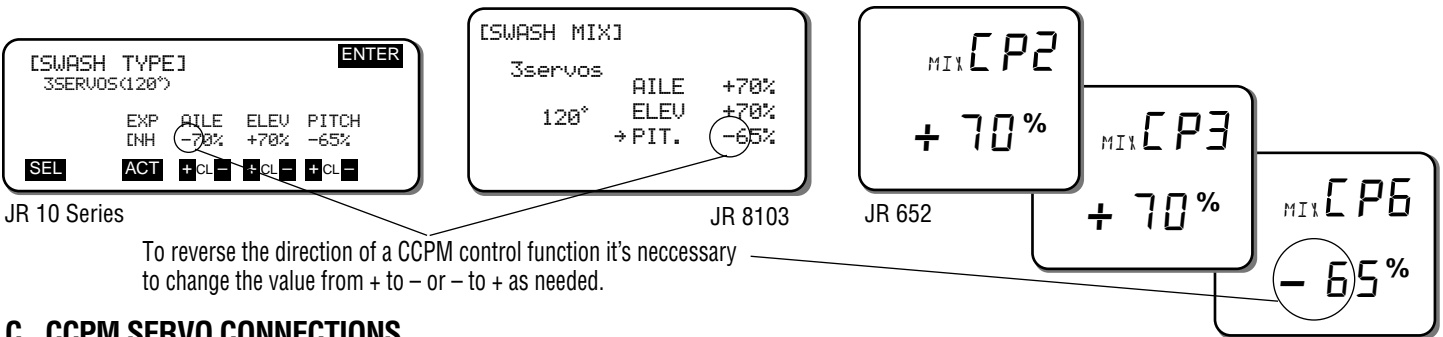 [SWASH TYPE]
ENTER
3SERVOS(120°)
EXP AILE ELEV PITCH
INH -70% +70% -65%
SEL ACT + CL – + CL – + CL –
JR 10 Series
[SWASH MIX]
3servos
AILE +70%
120° ELEV +70%
→PIT. -65%
JR 8103
MIX CP2
+ 70%
JR 652
MIX CP3
+ 70%
MIX CP6
– 65%
To reverse the direction of a CCPM control function it's neccessary
to change the value from + to – or – to + as needed.
C. CCPM SERVO CONNECTIONS